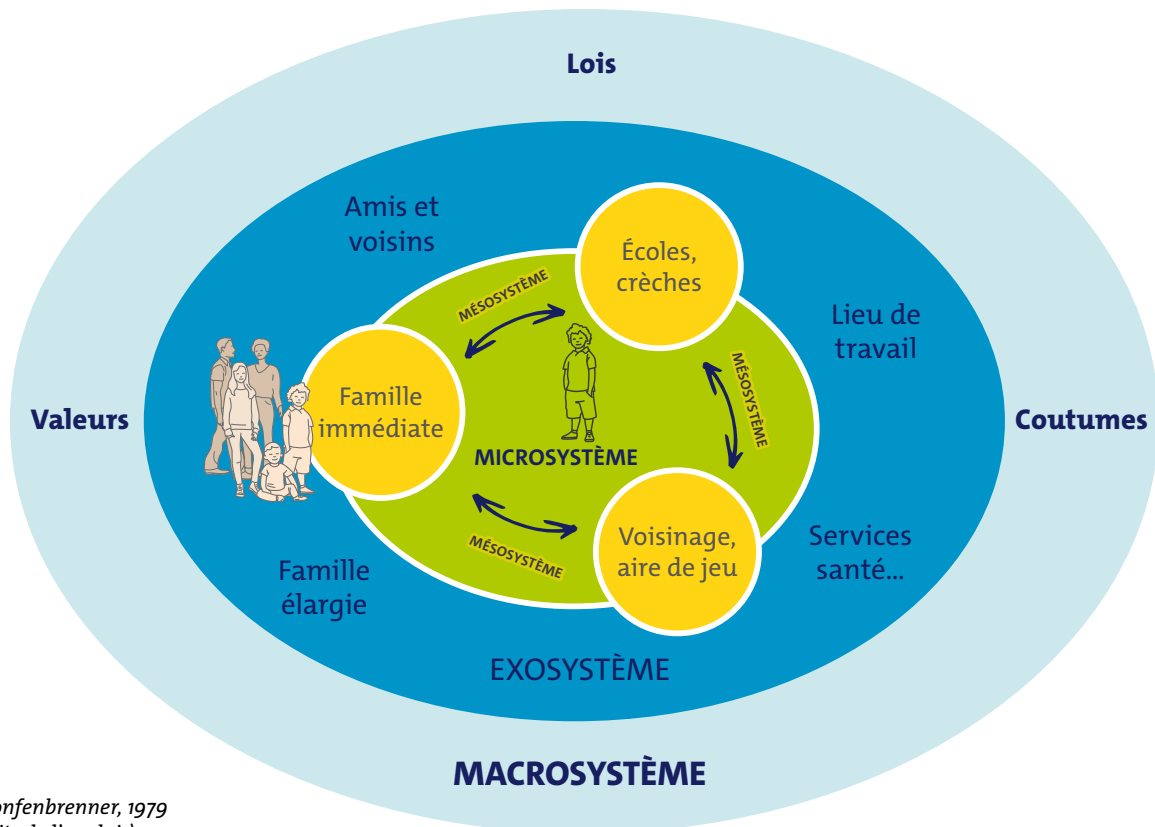 Lois
Amis et
voisins
Écoles,
crèches
MÉSOSYSTÈME
Lieu de
travail
MÉSOSYSTÈME
Valeurs
Famille
immédiate
Coutumes
MICROSYSTÈME
MÉSOSYSTÈME
Voisinage,
aire de jeu
Services
santé...
Famille
élargie
EXOSYSTÈME
MACROSYSTÈME
onfenbrenner, 1979